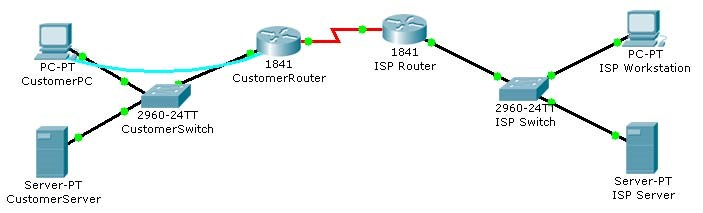 PC-PT
CustomerPC
1841
CustomerRouter
1841
ISP Router
PC-PT
ISP Workstation
2960-24TT
CustomerSwitch
2960-24TT
ISP Switch
Server-PT
CustomerServer
Server-PT
ISP Server